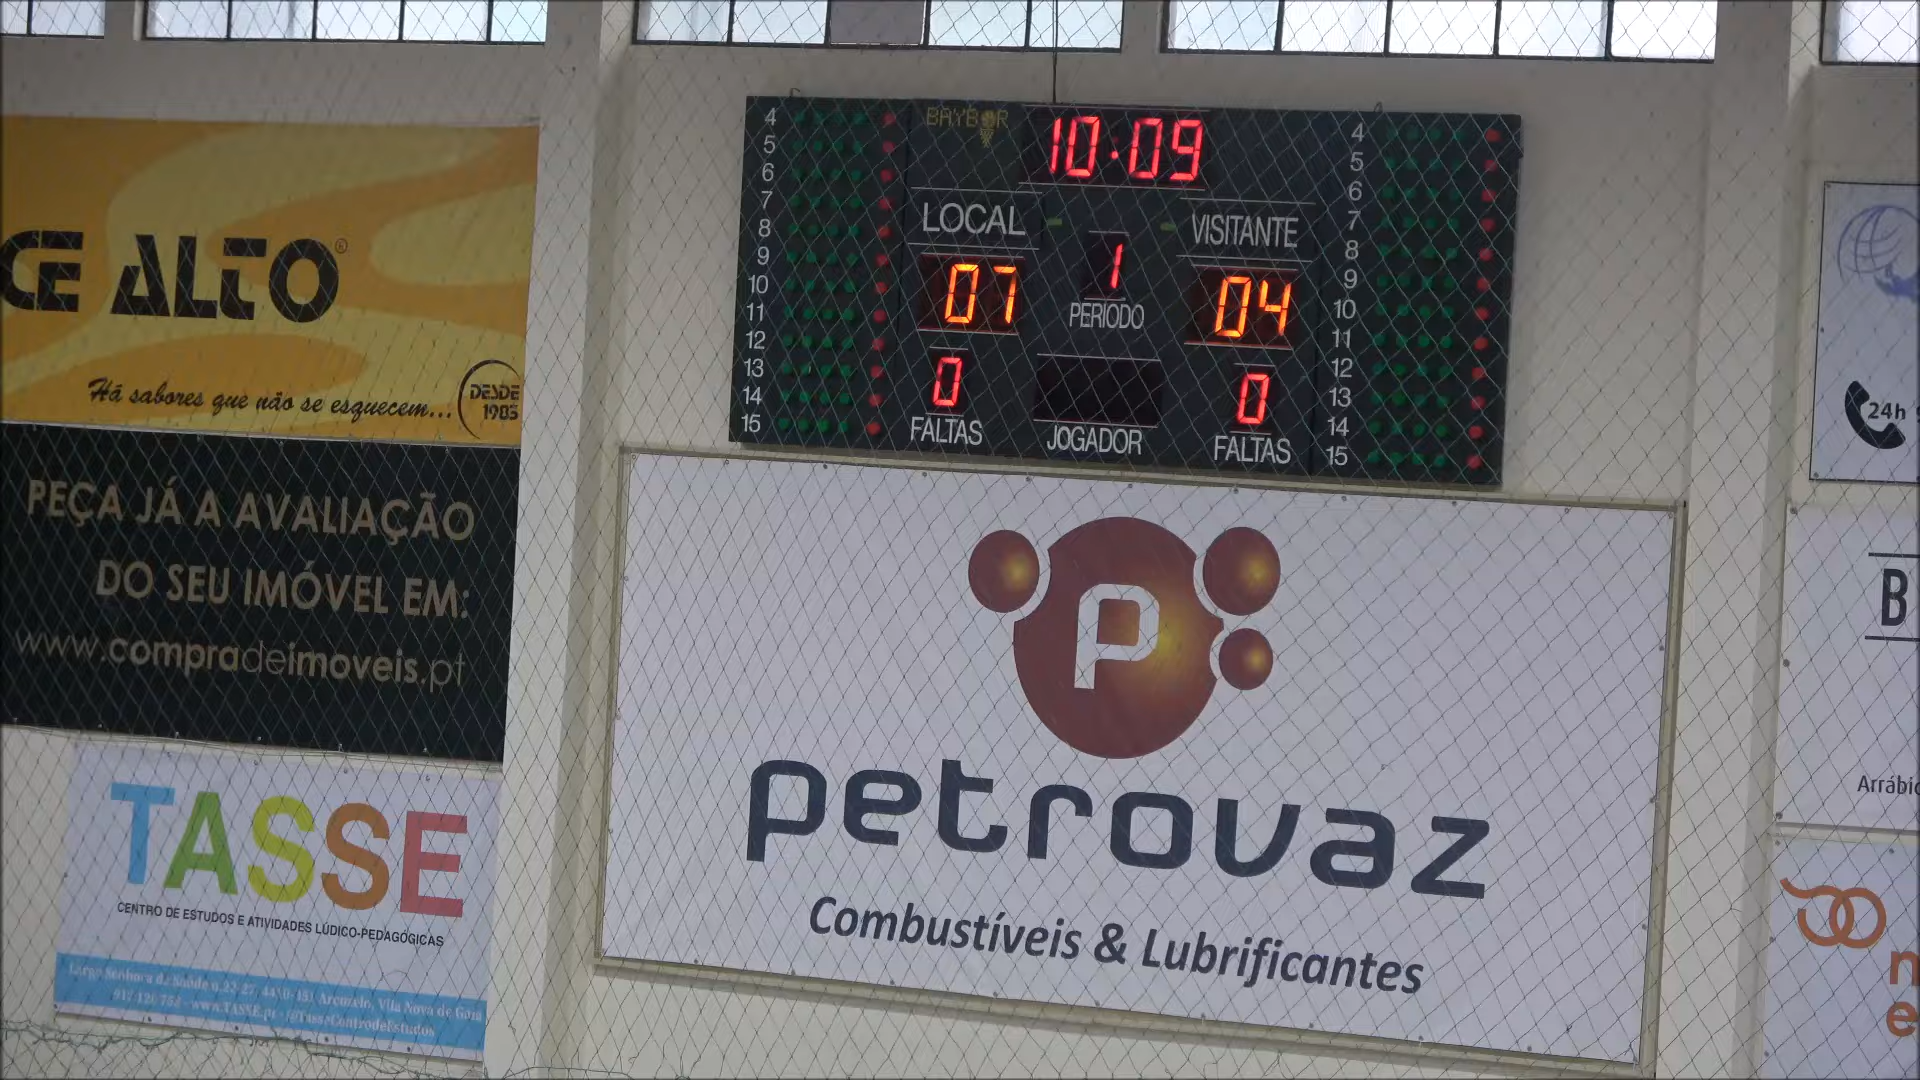 CE ALTO®
Há sabores que não se esquecem...
DESDE
1985
PEÇA JÁ A AVALIAÇÃO
DO SEU IMÓVEL EM:
www.compradeimoveis.pt
TASSE
CENTRO DE ESTUDOS E ATIVIDADES LÚDICO-PEDAGÓGICAS
BAYBOR
10:09
LOCAL
VISITANTE
07
1
04
PERIODO
0
0
FALTAS
JOGADOR
FALTAS
4
5
6
7
8
9
10
11
12
13
14
15
4
5
6
7
8
9
10
11
12
13
14
15
P
petrovaz
Combustíveis & Lubrificantes
24h
B